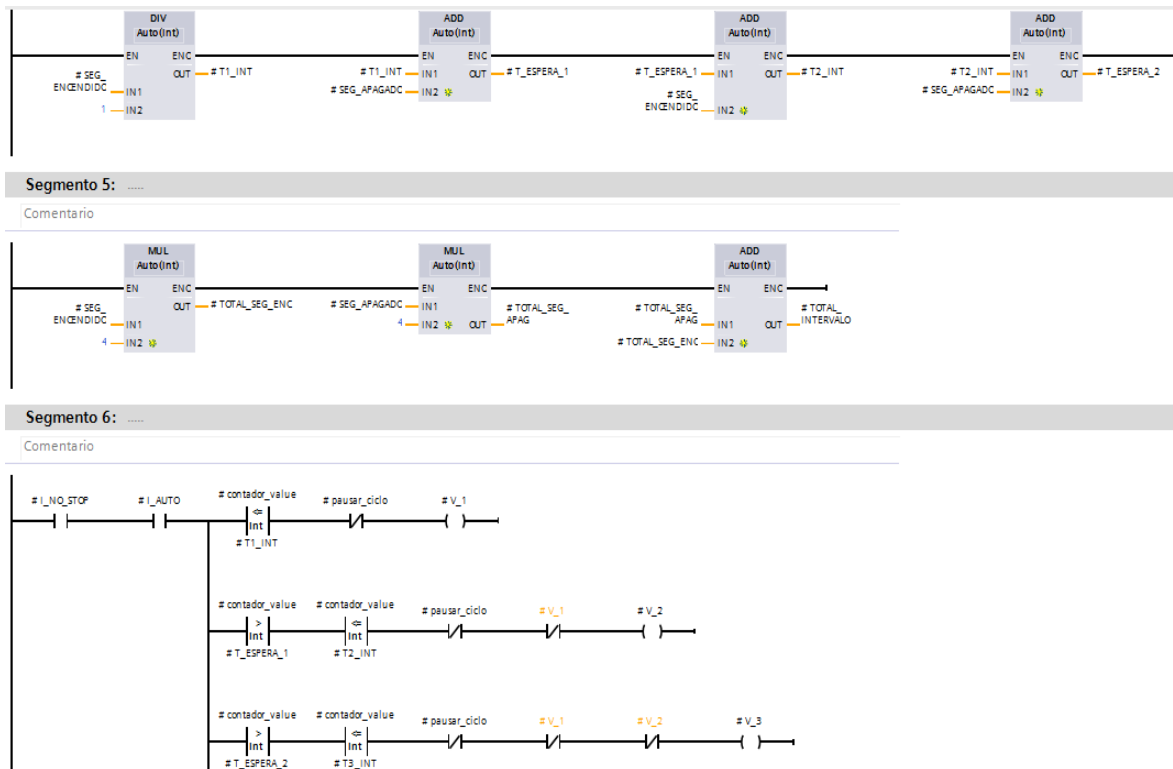 DIV ADD ADD ADD
Auto(Int) Auto(Int) Auto(Int) Auto(Int)
EN ENO EN ENO EN ENO EN ENO
# SEG_
ENCENDIDO IN1 OUT # T1_INT
1 IN2
# T1_INT IN1 OUT # T_ESPERA_1
# SEG_APAGADO IN2
# T_ESPERA_1 IN1 OUT # T2_INT
# SEG_
ENCENDIDO IN2
# T2_INT IN1 OUT # T_ESPERA_2
# SEG_APAGADO IN2
Segmento 5: .....
Comentario
MUL MUL ADD
Auto(Int) Auto(Int) Auto(Int)
EN ENO EN ENO EN ENO
# SEG_
ENCENDIDO IN1 OUT # TOTAL_SEG_ENC
4 IN2
# SEG_APAGADO IN1
4 IN2 OUT # TOTAL_SEG_
APAG
# TOTAL_SEG_
APAG IN1 OUT # TOTAL_
INTERVALO
# TOTAL_SEG_ENC IN2
Segmento 6: .....
Comentario
# I_NO_STOP # I_AUTO # contador_value # pausar_ciclo # V_1
<=
Int
# T1_INT
# contador_value # contador_value # pausar_ciclo # V_1 # V_2
> <=
Int Int
# T_ESPERA_1 # T2_INT
# contador_value # contador_value # pausar_ciclo # V_1 # V_2 # V_3
> <=
Int Int
# T_ESPERA_2 # T3_INT